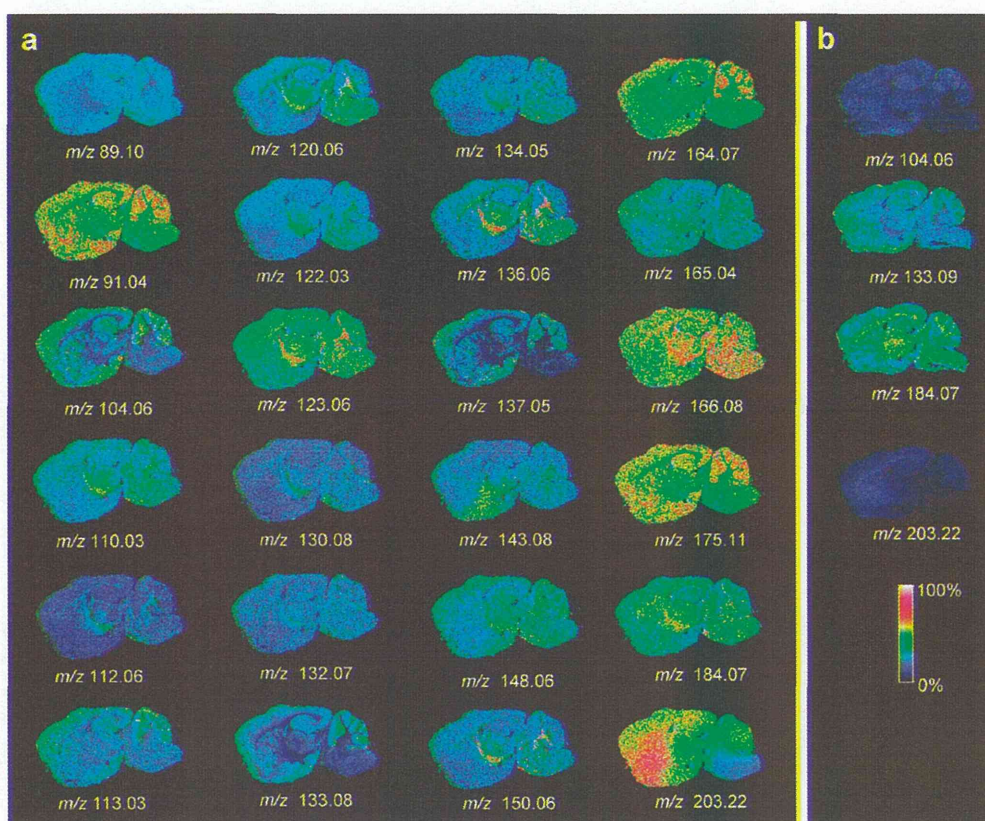 a
b
m/z 89.10
m/z 120.06
m/z 134.05
m/z 164.07
m/z 104.06
m/z 91.04
m/z 122.03
m/z 136.06
m/z 165.04
m/z 133.09
m/z 104.06
m/z 123.06
m/z 137.05
m/z 166.08
m/z 184.07
m/z 110.03
m/z 130.08
m/z 143.08
m/z 175.11
m/z 203.22
m/z 112.06
m/z 132.07
m/z 148.06
m/z 184.07
100%
0%
m/z 113.03
m/z 133.08
m/z 150.06
m/z 203.22